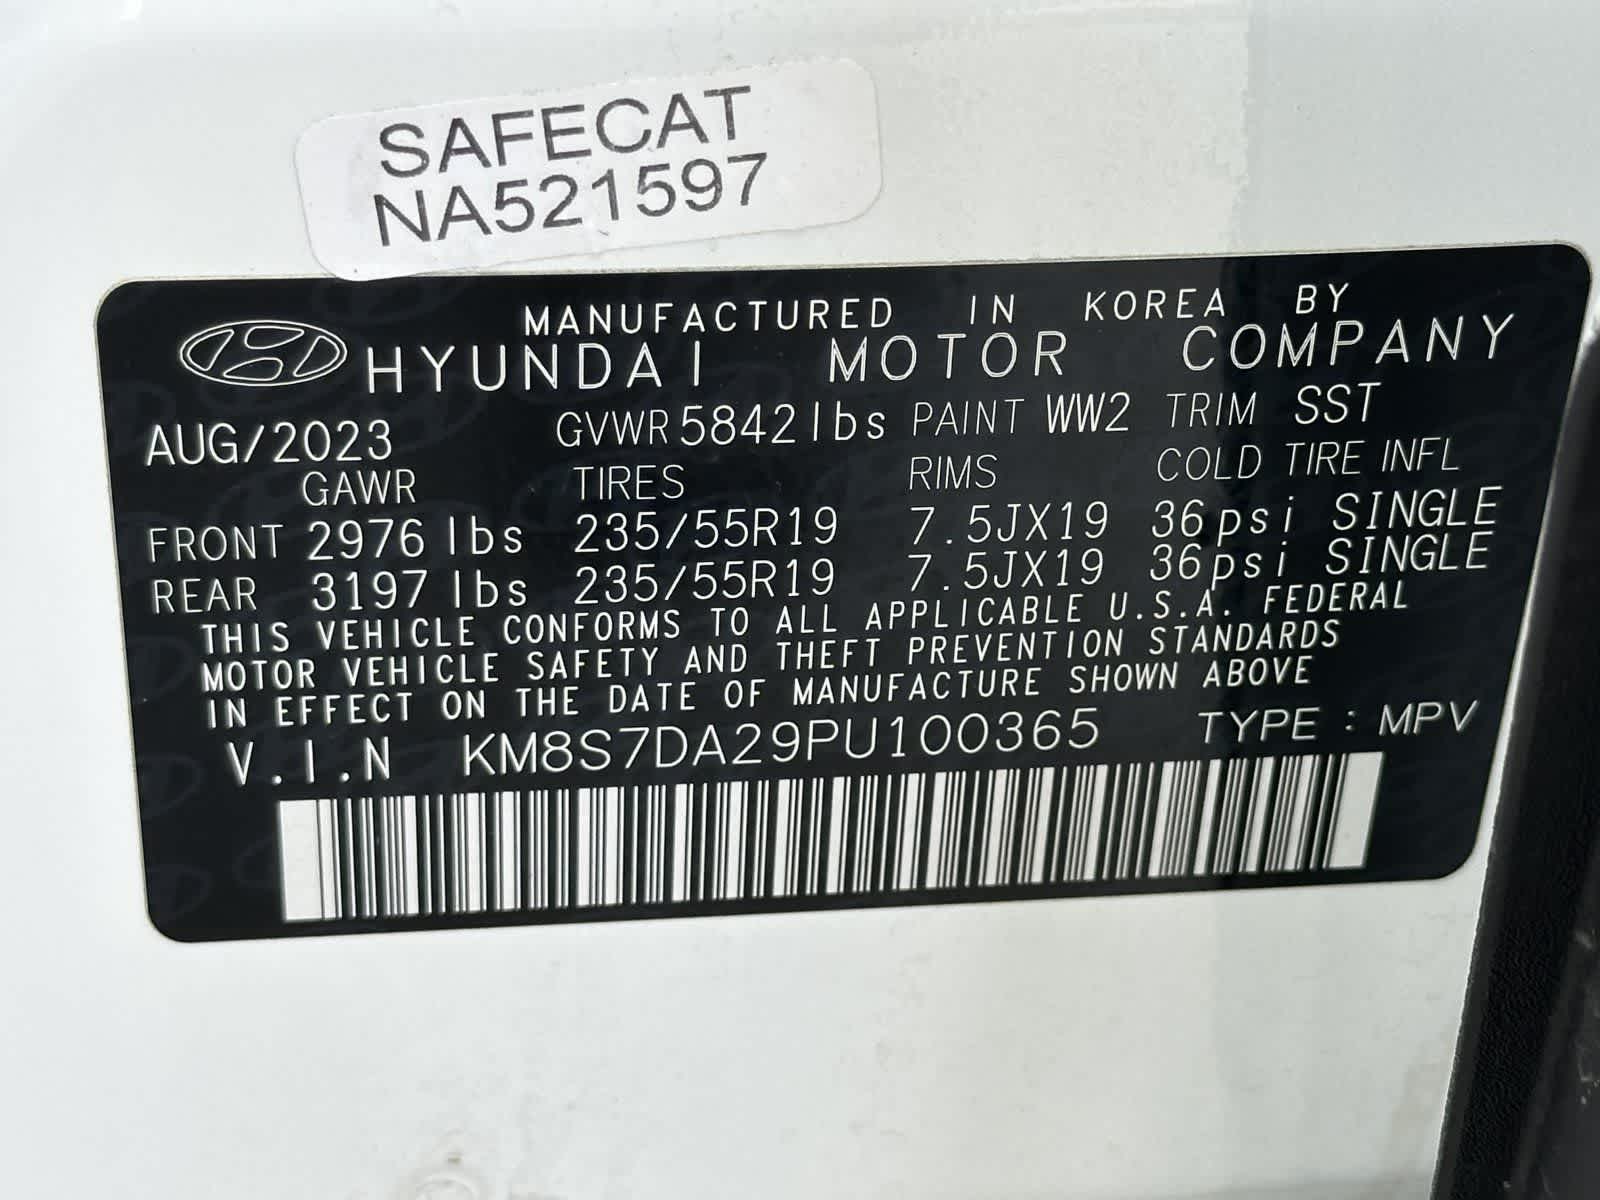 SAFECAT
NA521597
MANUFACTURED IN KOREA BY
HYUNDAI MOTOR COMPANY
AUG/2023 GVWR 5842 lbs PAINT WW2 TRIM SST
GAWR TIRES RIMS COLD TIRE INFL
FRONT 2976 lbs 235/55R19 7.5JX19 36psi SINGLE
REAR 3197 lbs 235/55R19 7.5JX19 36psi SINGLE
THIS VEHICLE CONFORMS TO ALL APPLICABLE U.S.A. FEDERAL
MOTOR VEHICLE SAFETY AND THEFT PREVENTION STANDARDS
IN EFFECT ON THE DATE OF MANUFACTURE SHOWN ABOVE
V.I.N KM8S7DA29PU100365 TYPE : MPV